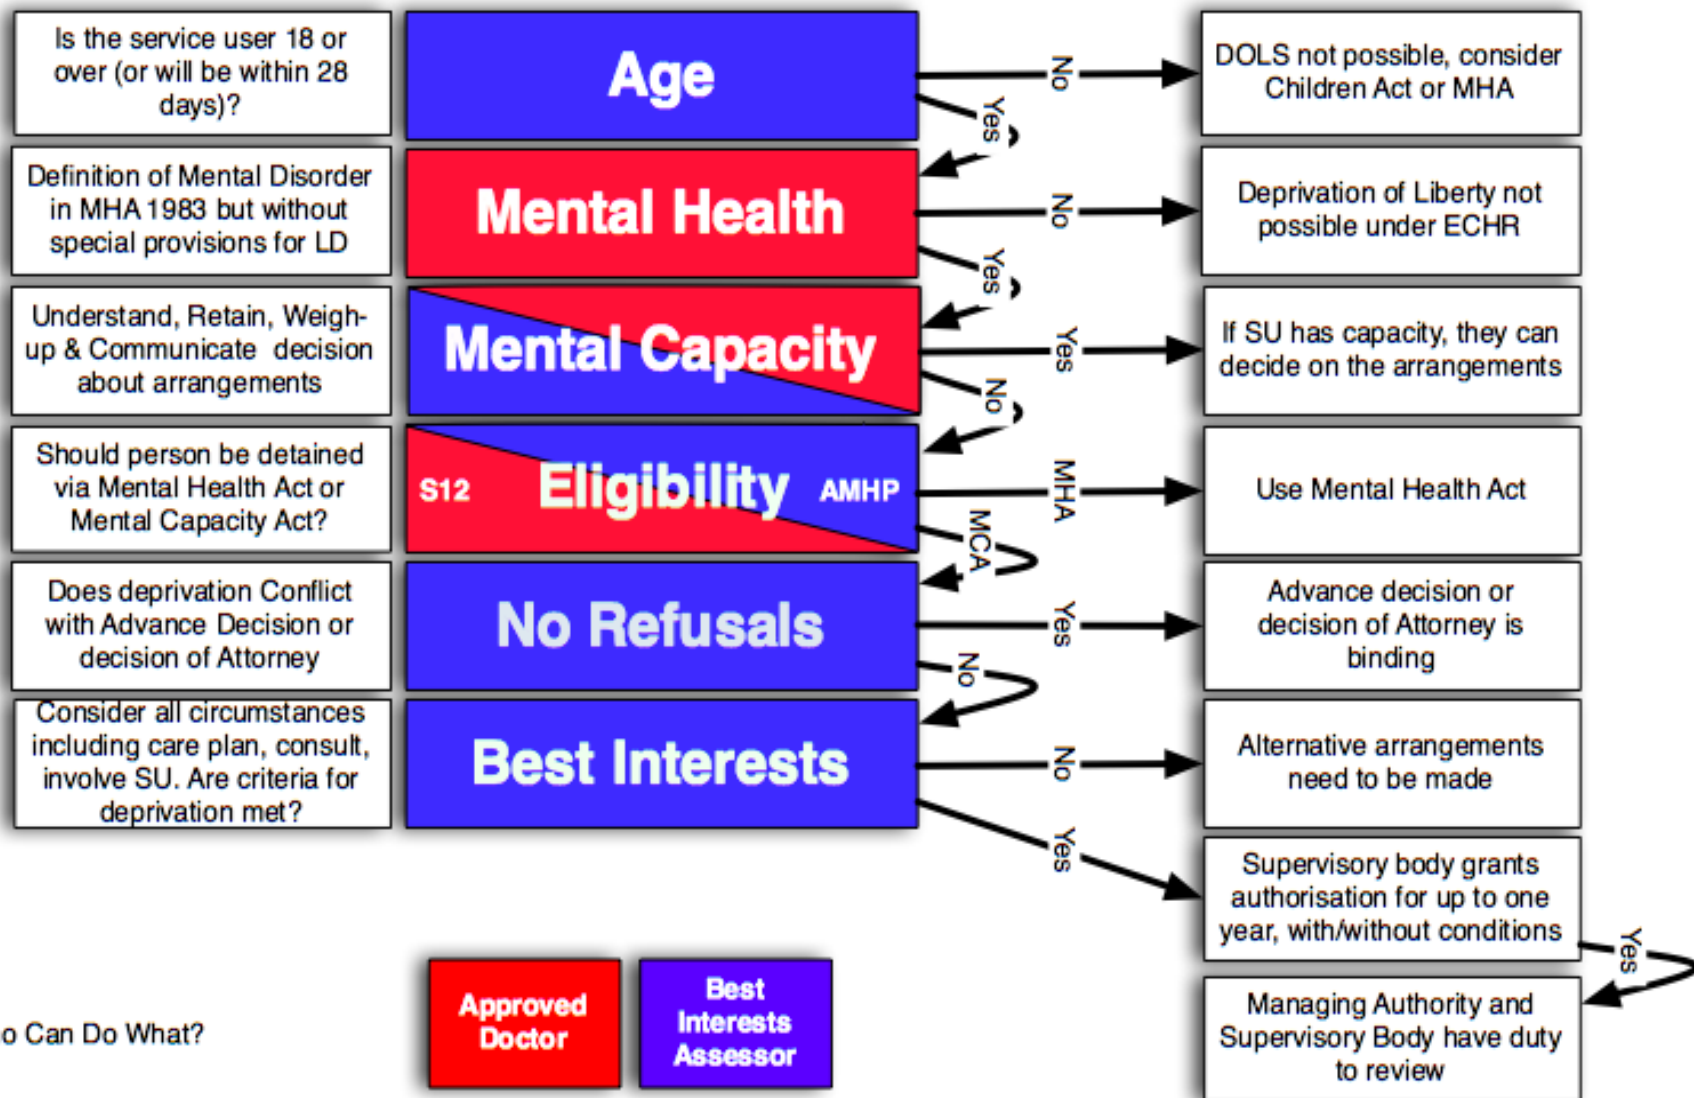 Is the service user 18 or
over (or will be within 28
days)?
Age
No
Yes
DOLS not possible, consider
Children Act or MHA
Definition of Mental Disorder
in MHA 1983 but without
special provisions for LD
Mental Health
No
Yes
Deprivation of Liberty not
possible under ECHR
Understand, Retain, Weigh-
up & Communicate decision
about arrangements
Mental Capacity
Yes
No
If SU has capacity, they can
decide on the arrangements
Should person be detained
via Mental Health Act or
Mental Capacity Act?
S12
Eligibility
AMHP
MHA
MCA
Use Mental Health Act
Does deprivation Conflict
with Advance Decision or
decision of Attorney
No Refusals
Yes
No
Advance decision or
decision of Attorney is
binding
Consider all circumstances
including care plan, consult,
involve SU. Are criteria for
deprivation met?
Best Interests
No
Yes
Alternative arrangements
need to be made
Supervisory body grants
authorisation for up to one
year, with/without conditions
Yes
Managing Authority and
Supervisory Body have duty
to review
o Can Do What?
Approved
Doctor
Best
Interests
Assessor